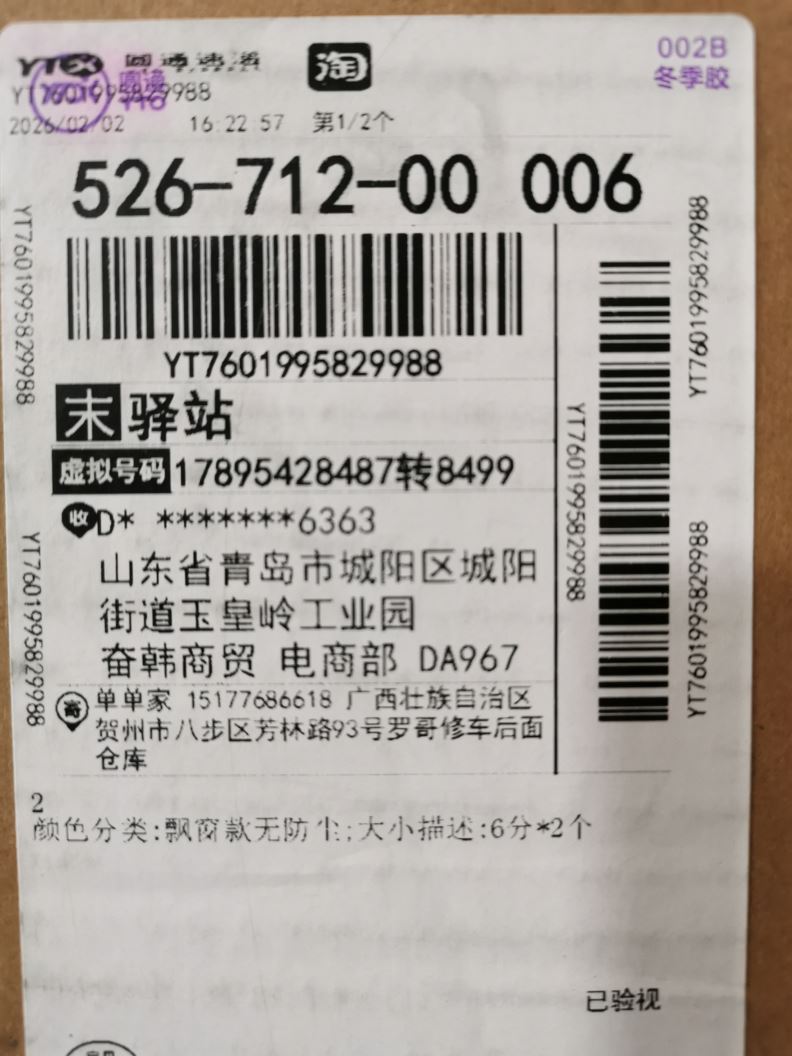 YTEX 圆通速递 淘
002B
冬季胶
YT7601995829988
2026/02/02 16:22:57 第1/2个
526-712-00 006
YT7601995829988
末 驿站
虚拟号码 17895428487转8499
收 D* *******6363
山东省青岛市城阳区城阳
街道玉皇岭工业园
奋韩商贸 电商部 DA967
寄 单单家 15177686618 广西壮族自治区
贺州市八步区芳林路93号罗哥修车后面
仓库
YT7601995829988
YT7601995829988
YT7601995829988
YT7601995829988
YT7601995829988
2
颜色分类:飘窗款无防尘;大小描述:6分*2个
已验视